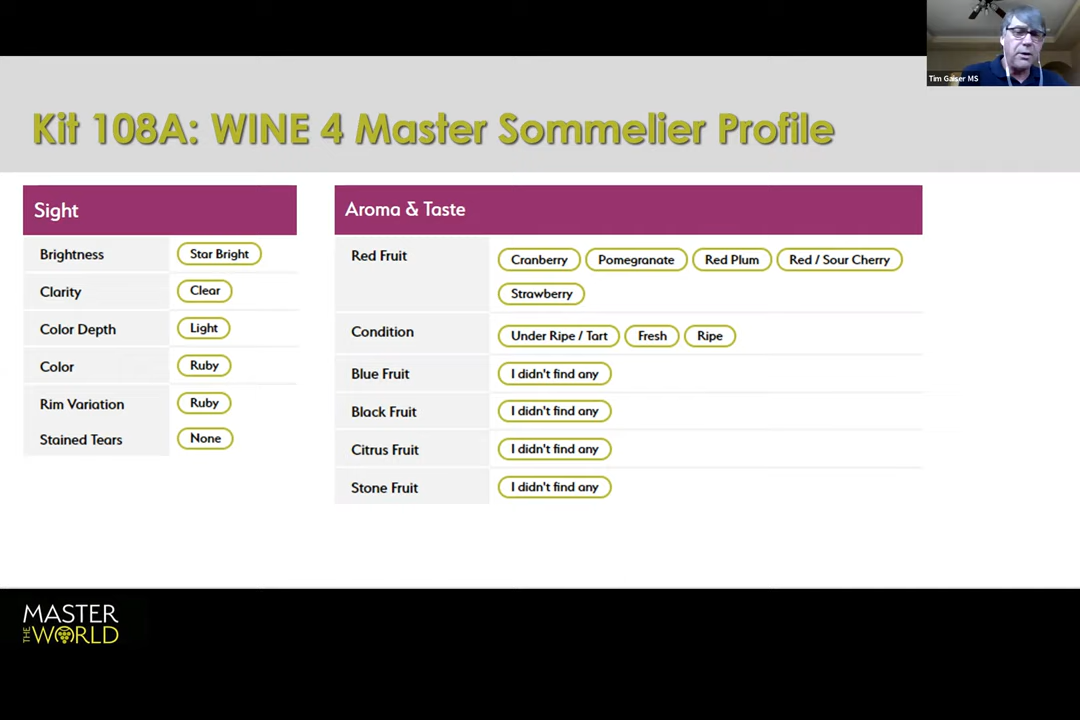 Tim Gaiser MS
Kit 108A: WINE 4 Master Sommelier Profile
Sight
Brightness Star Bright
Clarity Clear
Color Depth Light
Color Ruby
Rim Variation Ruby
Stained Tears None
Aroma & Taste
Red Fruit Cranberry Pomegranate Red Plum Red / Sour Cherry
Strawberry
Condition Under Ripe / Tart Fresh Ripe
Blue Fruit I didn't find any
Black Fruit I didn't find any
Citrus Fruit I didn't find any
Stone Fruit I didn't find any
MASTER
THE WORLD